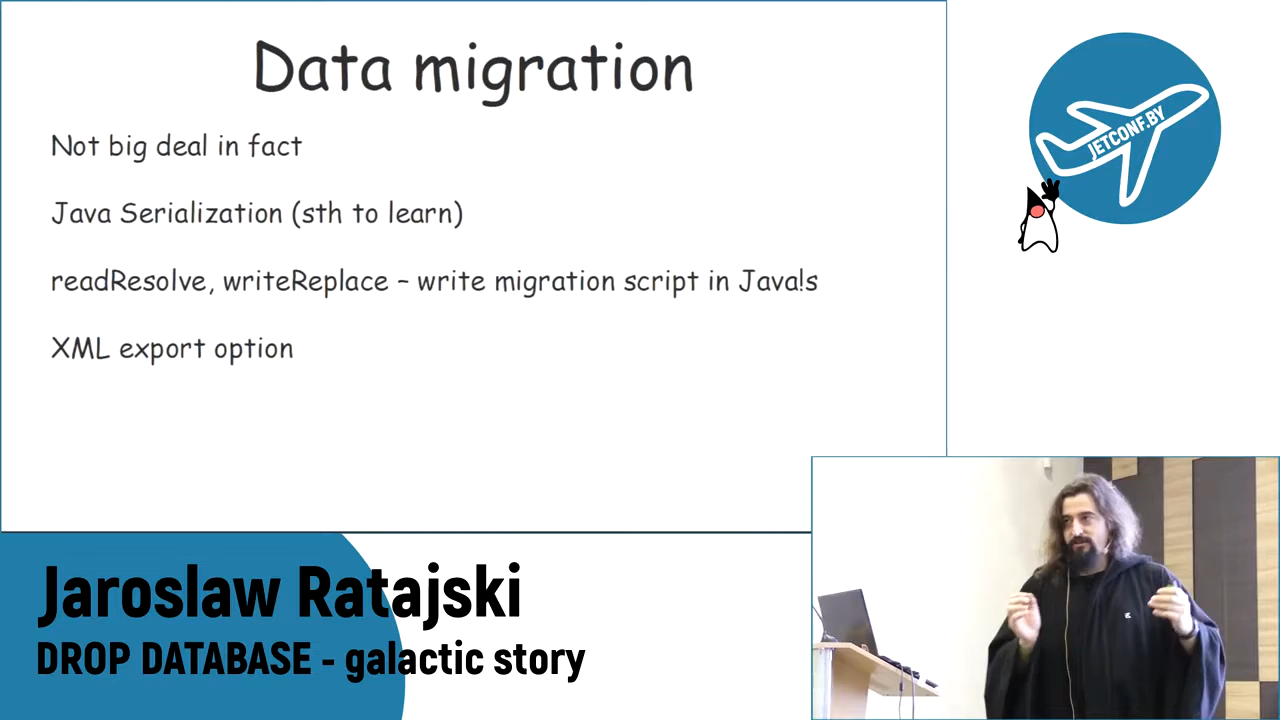 Data migration
Not big deal in fact
Java Serialization (sth to learn)
readResolve, writeReplace – write migration script in Java!s
XML export option
JETCONF.BY
Jaroslaw Ratajski
DROP DATABASE - galactic story